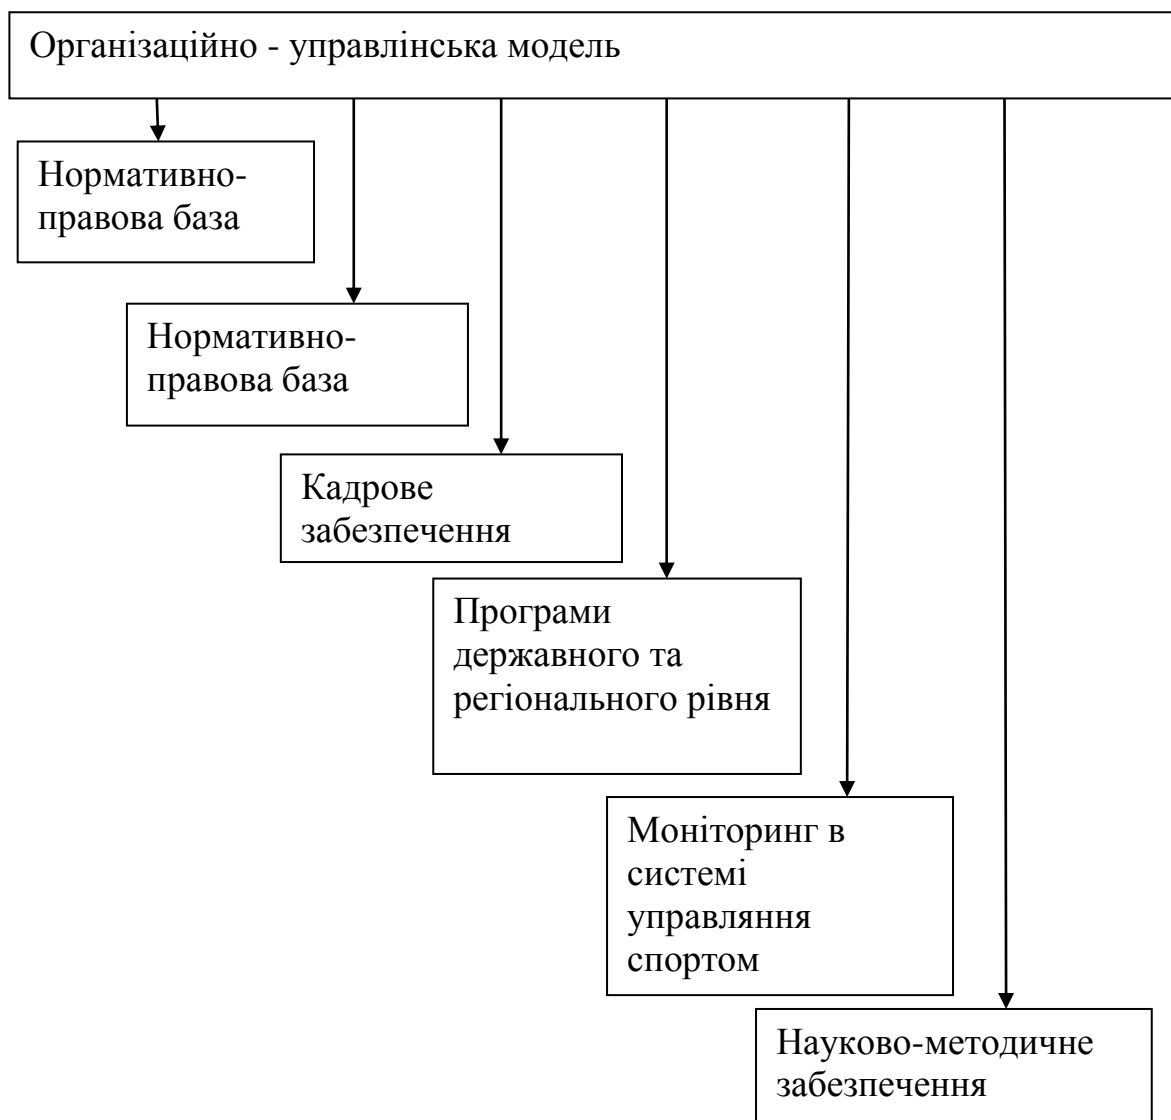 Організаційно - управлінська модель
Нормативно-
правова база
Нормативно-
правова база
Кадрове
забезпечення
Програми
державного та
регіонального рівня
Моніторинг в
системі
управляння
спортом
Науково-методичне
забезпечення